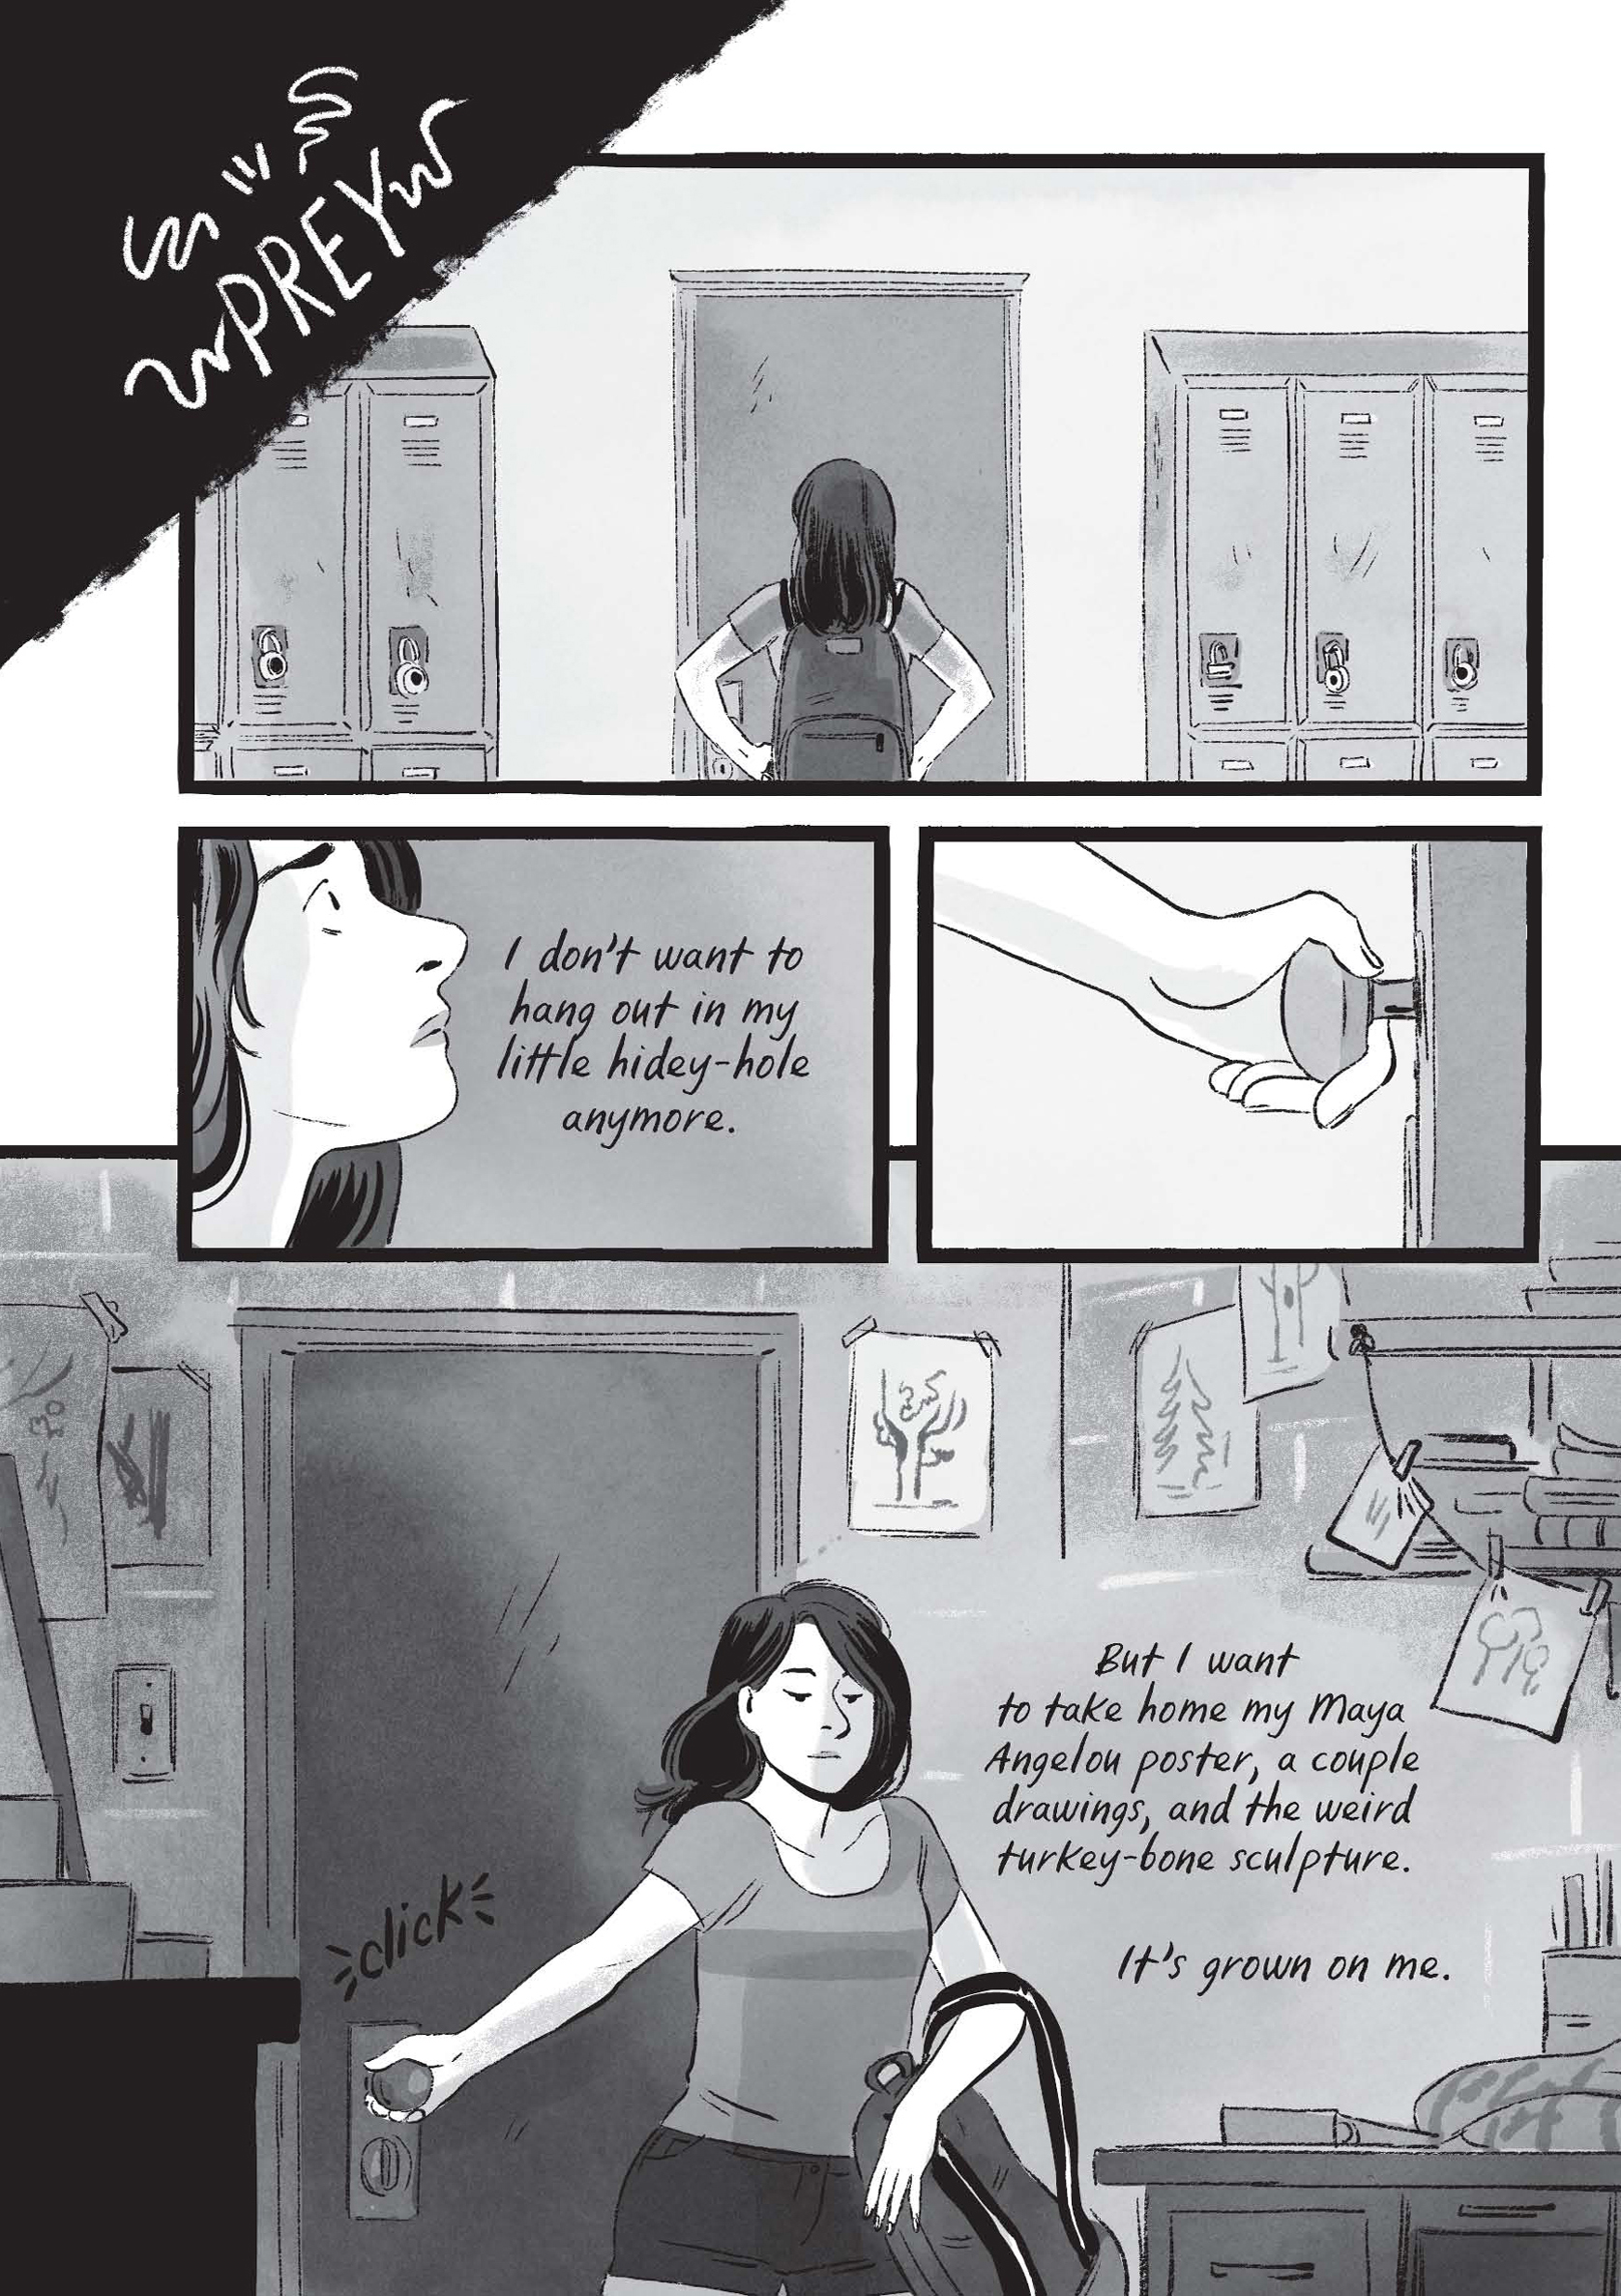 PREY
I don't want to
hang out in my
little hidey-hole
anymore.
But I want
to take home my Maya
Angelou poster, a couple
drawings, and the weird
turkey-bone sculpture.
It's grown on me.
click